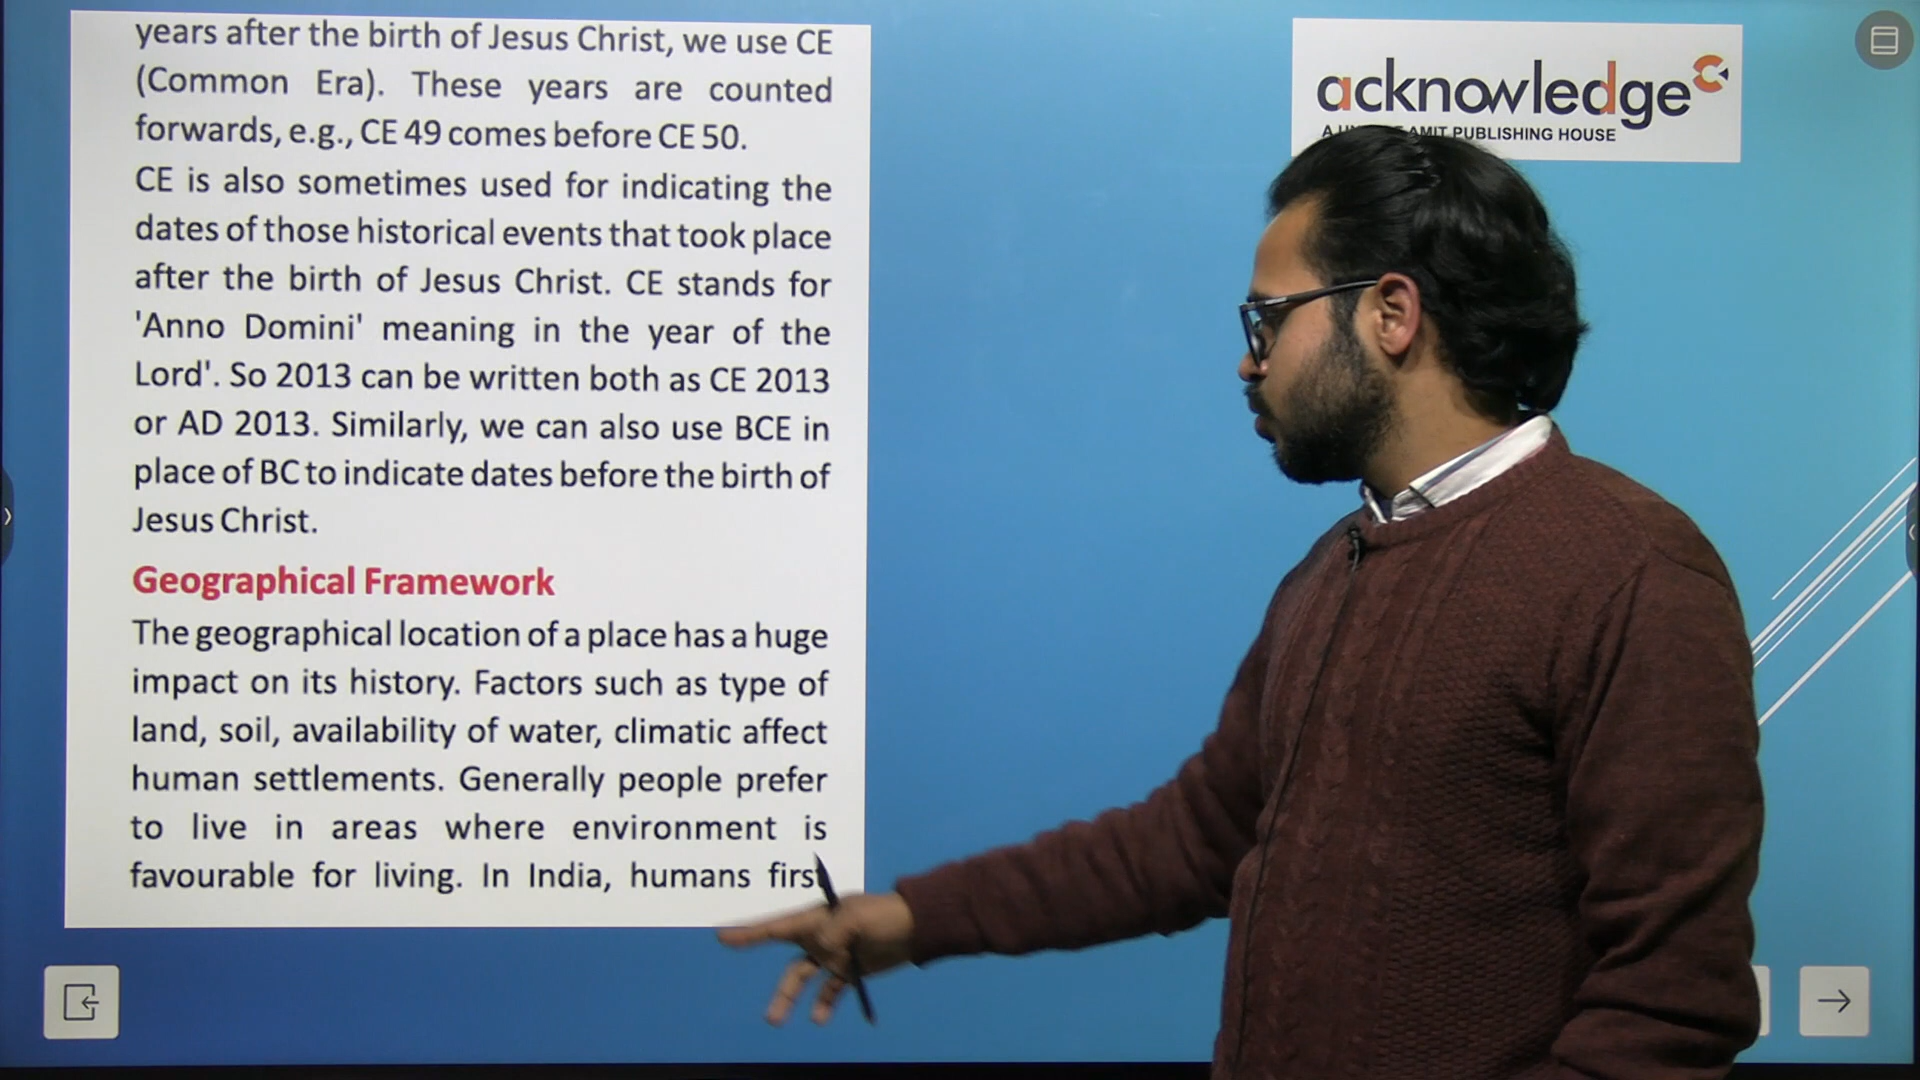 years after the birth of Jesus Christ, we use CE
(Common Era). These years are counted
forwards, e.g., CE 49 comes before CE 50.
CE is also sometimes used for indicating the
dates of those historical events that took place
after the birth of Jesus Christ. CE stands for
'Anno Domini' meaning in the year of the
Lord'. So 2013 can be written both as CE 2013
or AD 2013. Similarly, we can also use BCE in
place of BC to indicate dates before the birth of
Jesus Christ.
Geographical Framework
The geographical location of a place has a huge
impact on its history. Factors such as type of
land, soil, availability of water, climatic affect
human settlements. Generally people prefer
to live in areas where environment is
favourable for living. In India, humans first
acknowledge
A AMIT PUBLISHING HOUSE